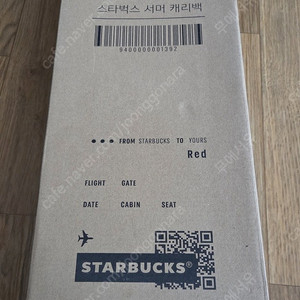 스타벅스 서머 캐리백
9400000001392
••• FROM STARBUCKS TO YOURS
Red
FLIGHT GATE
DATE CABIN SEAT
STARBUCKS®